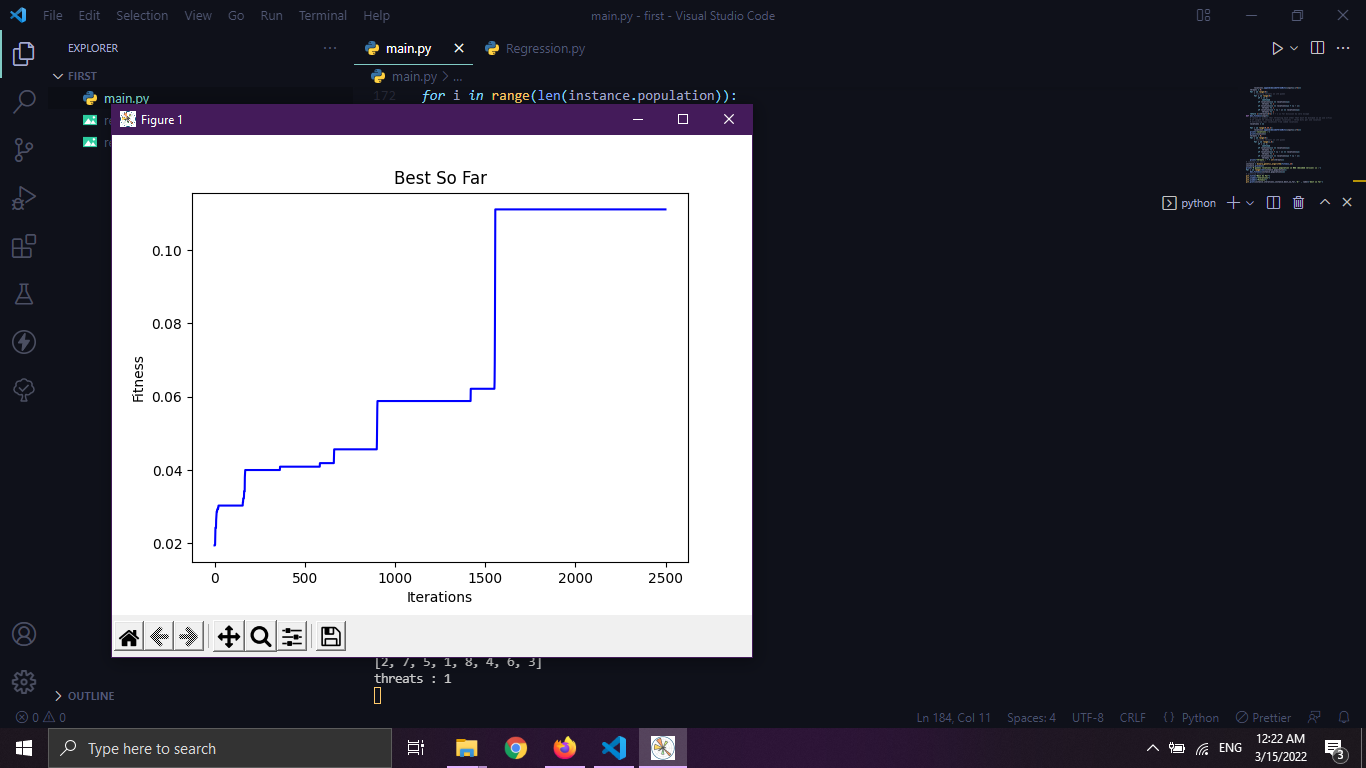 File Edit Selection View Go Run Terminal Help main.py - first - Visual Studio Code
EXPLORER
main.py
Regression.py
FIRST
main.py
main.py > ...
172 for i in range(len(instance.population)):
Figure 1
Best So Far
0.10
0.08
0.06
0.04
0.02
Fitness
0 500 1000 1500 2000 2500
Iterations
python
[2, 7, 5, 1, 8, 4, 6, 3]
threats : 1
OUTLINE
0 0 Ln 184, Col 11 Spaces: 4 UTF-8 CRLF Python Prettier
Type here to search
ENG
12:22 AM
3/15/2022
3